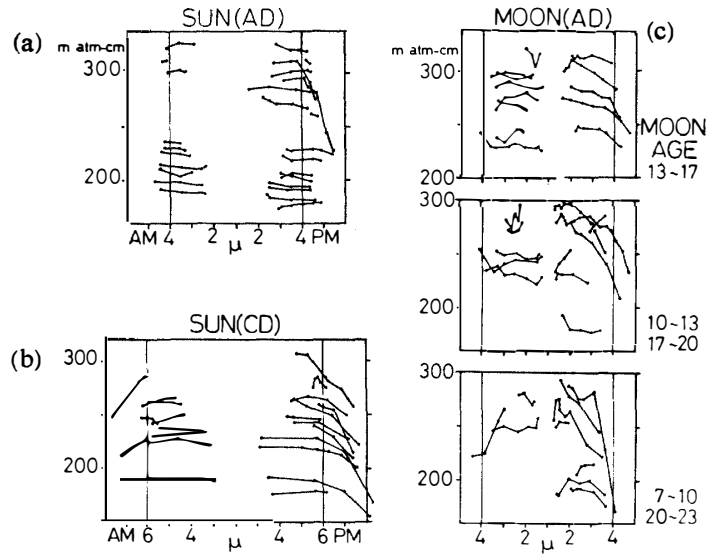 SUN(AD)
(a)
m atm-cm
300
200
AM 4 2 μ 2 4 PM
SUN(CD)
(b)
300
200
AM 6 4 μ 4 6 PM
MOON(AD)
(c)
m atm-cm
300
200
MOON
AGE
13~17
300
200
10~13
17~20
300
200
7~10
20~23
4 2 μ 2 4